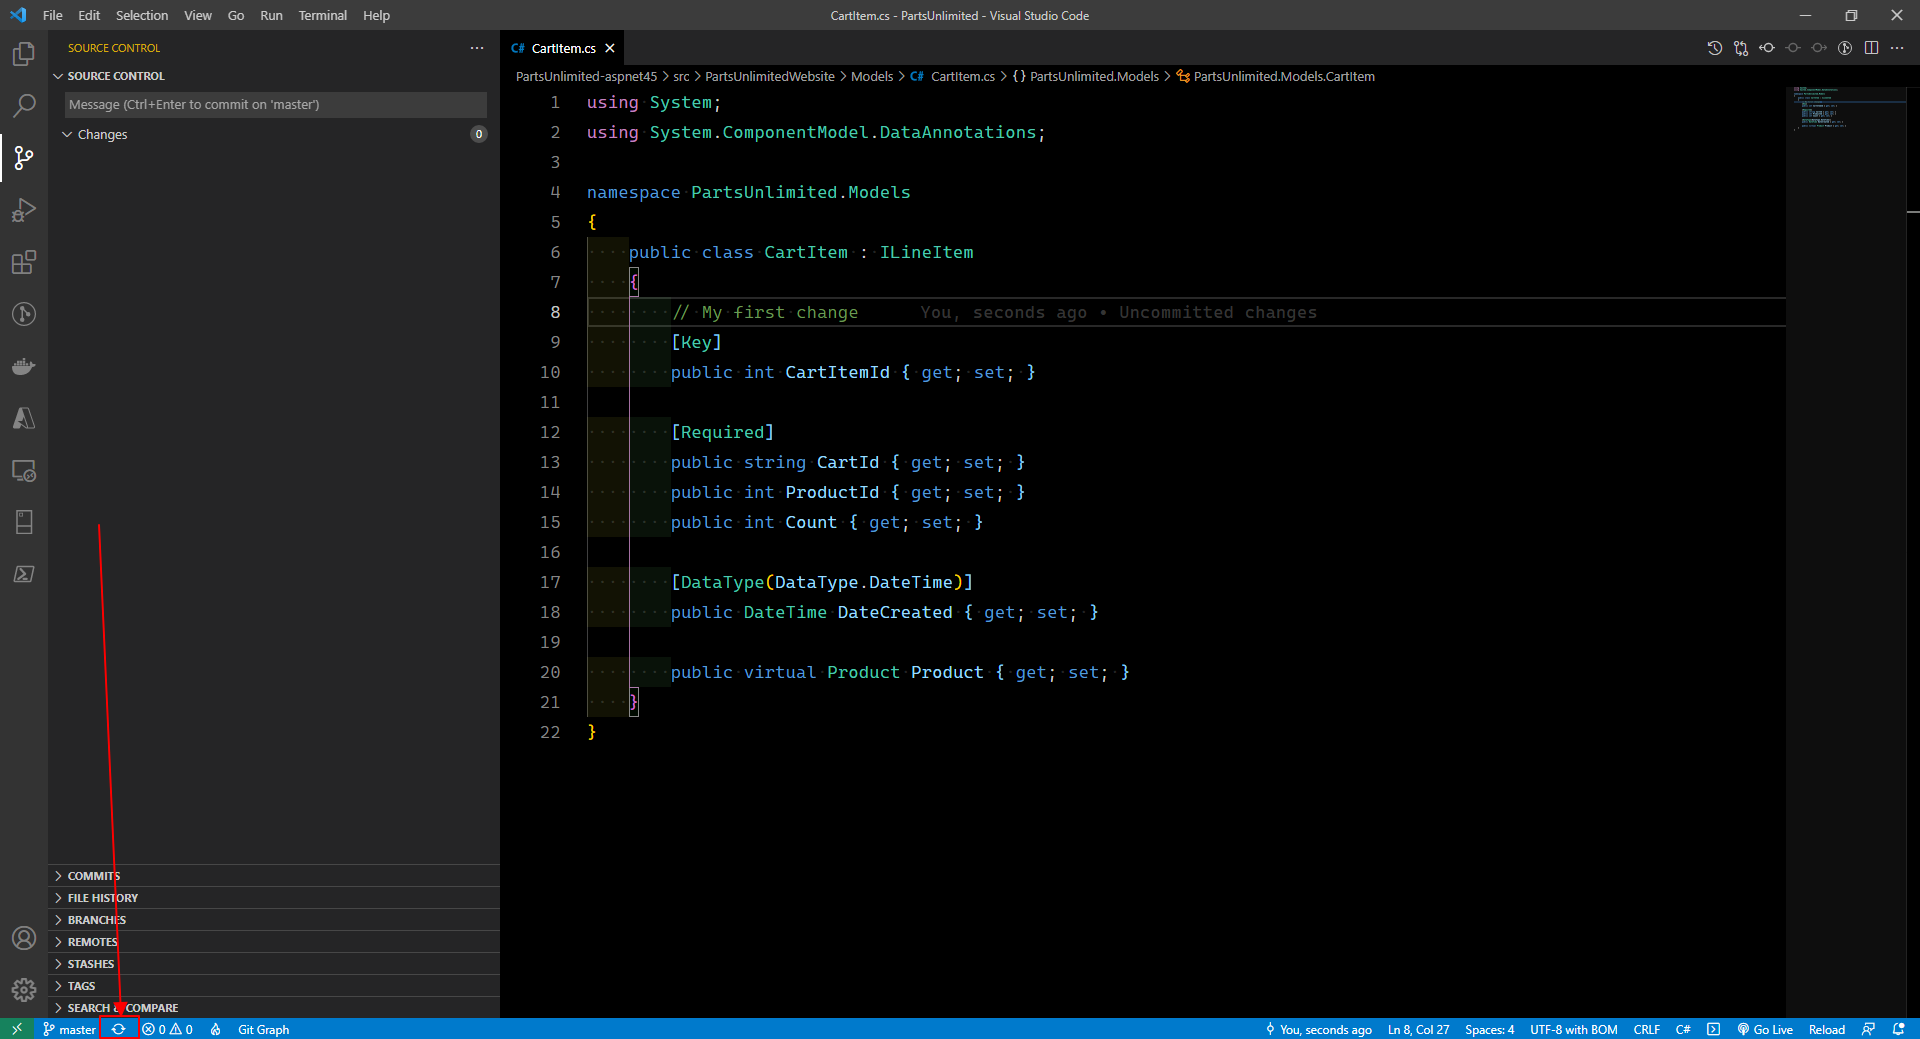 File Edit Selection View Go Run Terminal Help
CartItem.cs - PartsUnlimited - Visual Studio Code
SOURCE CONTROL
SOURCE CONTROL
Message (Ctrl+Enter to commit on 'master')
Changes 0
COMMITS
FILE HISTORY
BRANCHES
REMOTES
STASHES
TAGS
SEARCH & COMPARE
C# CartItem.cs
PartsUnlimited-aspnet45 > src > PartsUnlimitedWebsite > Models > C# CartItem.cs > {} PartsUnlimited.Models > PartsUnlimited.Models.CartItem
1 using System;
2 using System.ComponentModel.DataAnnotations;
3
4 namespace PartsUnlimited.Models
5 {
6 public class CartItem : ILineItem
7 {
8 // My first change You, seconds ago • Uncommitted changes
9 [Key]
10 public int CartItemId { get; set; }
11
12 [Required]
13 public string CartId { get; set; }
14 public int ProductId { get; set; }
15 public int Count { get; set; }
16
17 [DataType(DataType.DateTime)]
18 public DateTime DateCreated { get; set; }
19
20 public virtual Product Product { get; set; }
21 }
22 }
master 0 0 Git Graph
You, seconds ago Ln 8, Col 27 Spaces: 4 UTF-8 with BOM CRLF C# Go Live Reload